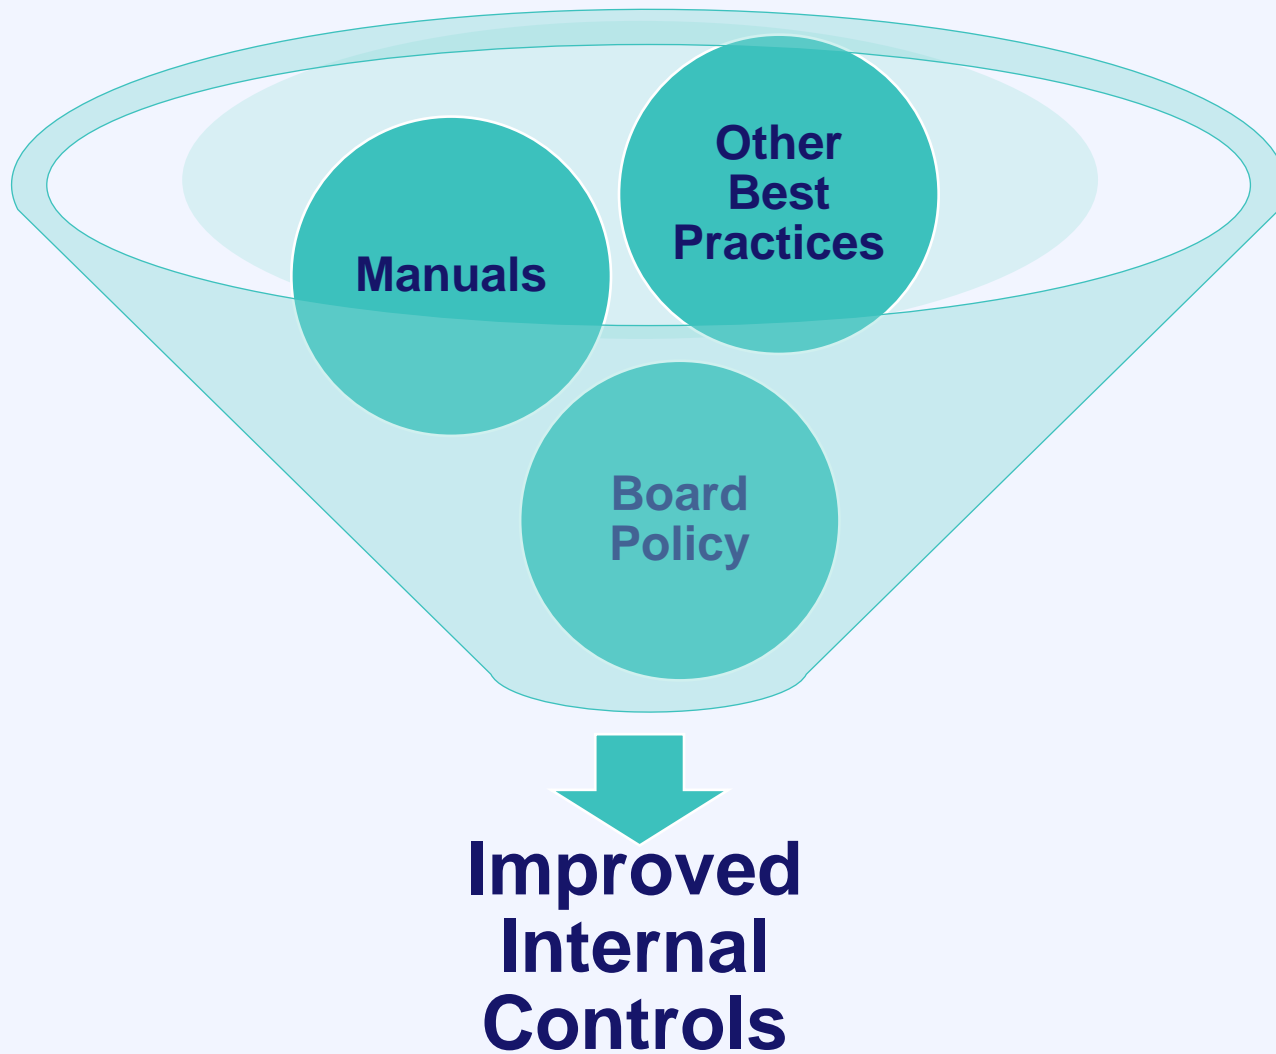 Other
Best
Practices
Manuals
Board
Policy
Improved
Internal
Controls